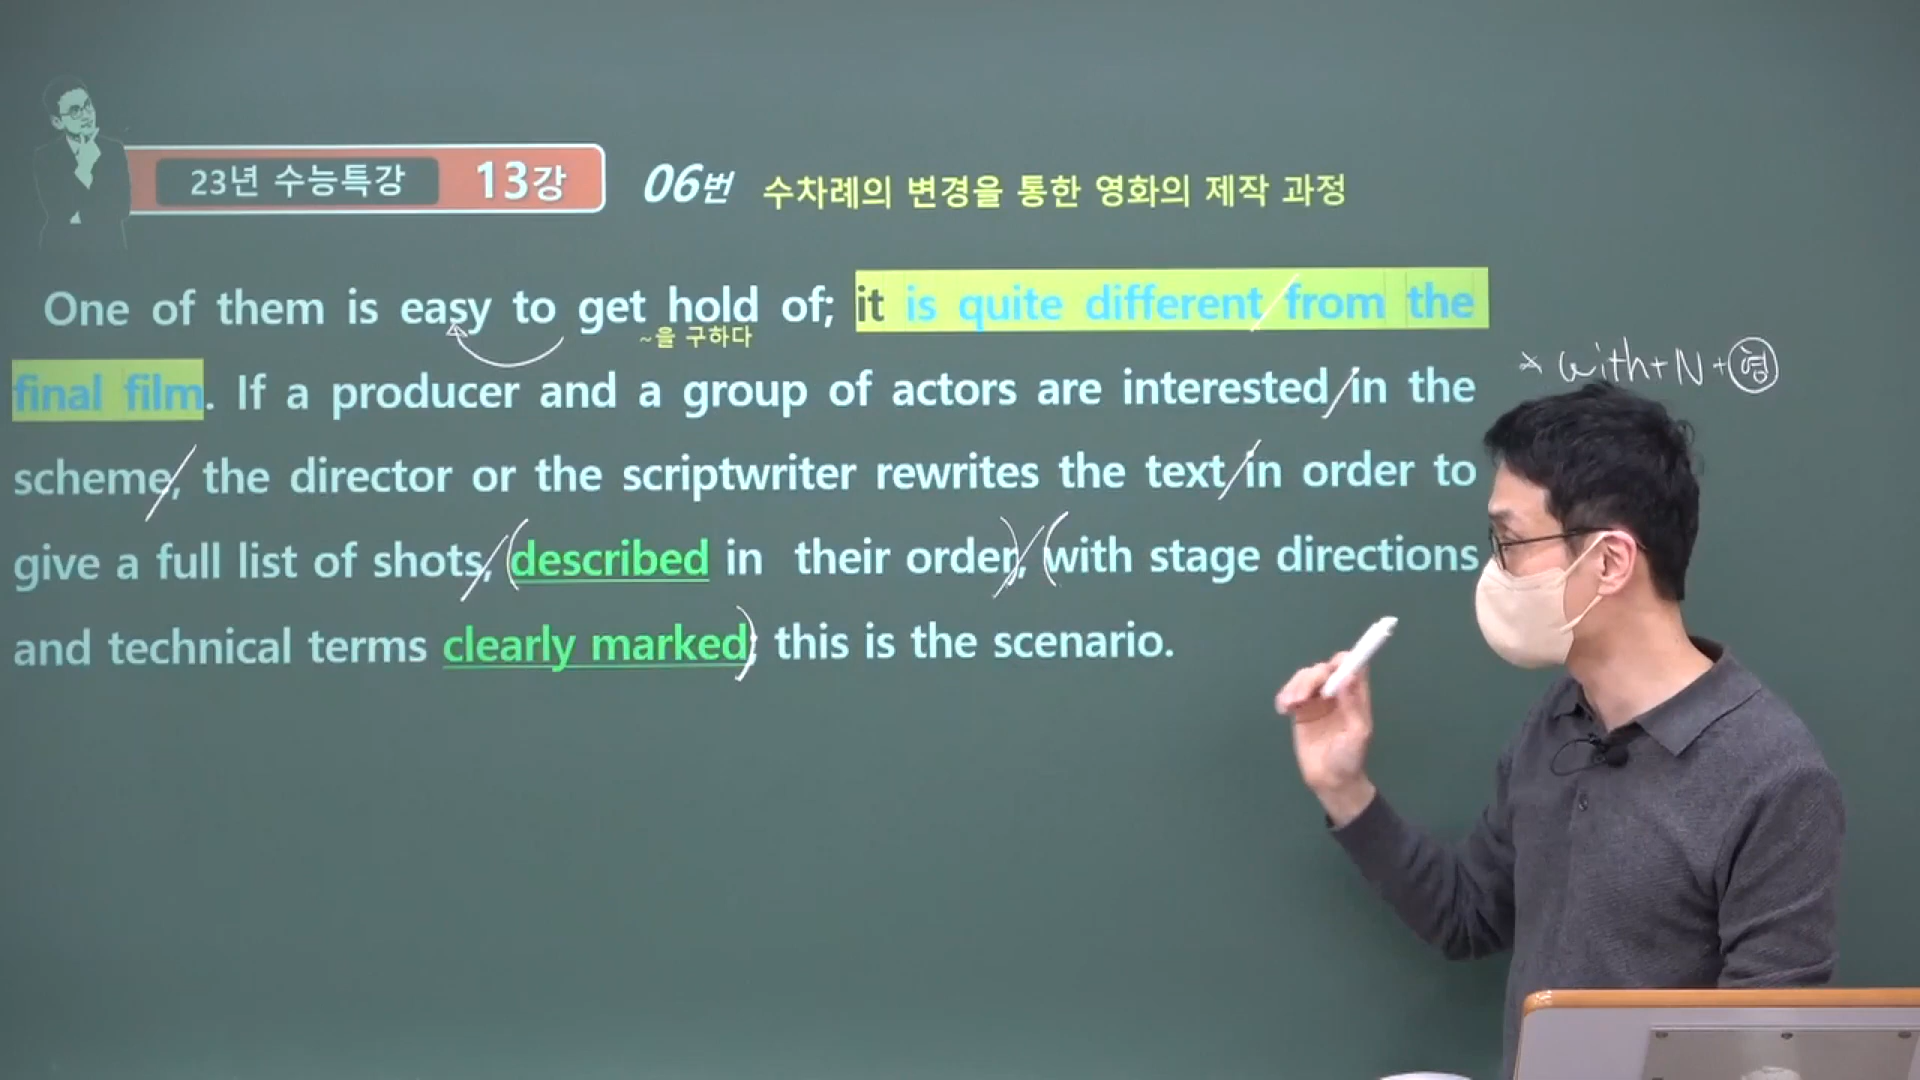 23년 수능특강 13강 06번 수차례의 변경을 통한 영화의 제작 과정
One of them is easy to get hold of; it is quite different from the
~을 구하다
final film. If a producer and a group of actors are interested in the
* with+N+형
scheme, the director or the scriptwriter rewrites the text in order to
give a full list of shots, described in their order, with stage directions
and technical terms clearly marked; this is the scenario.